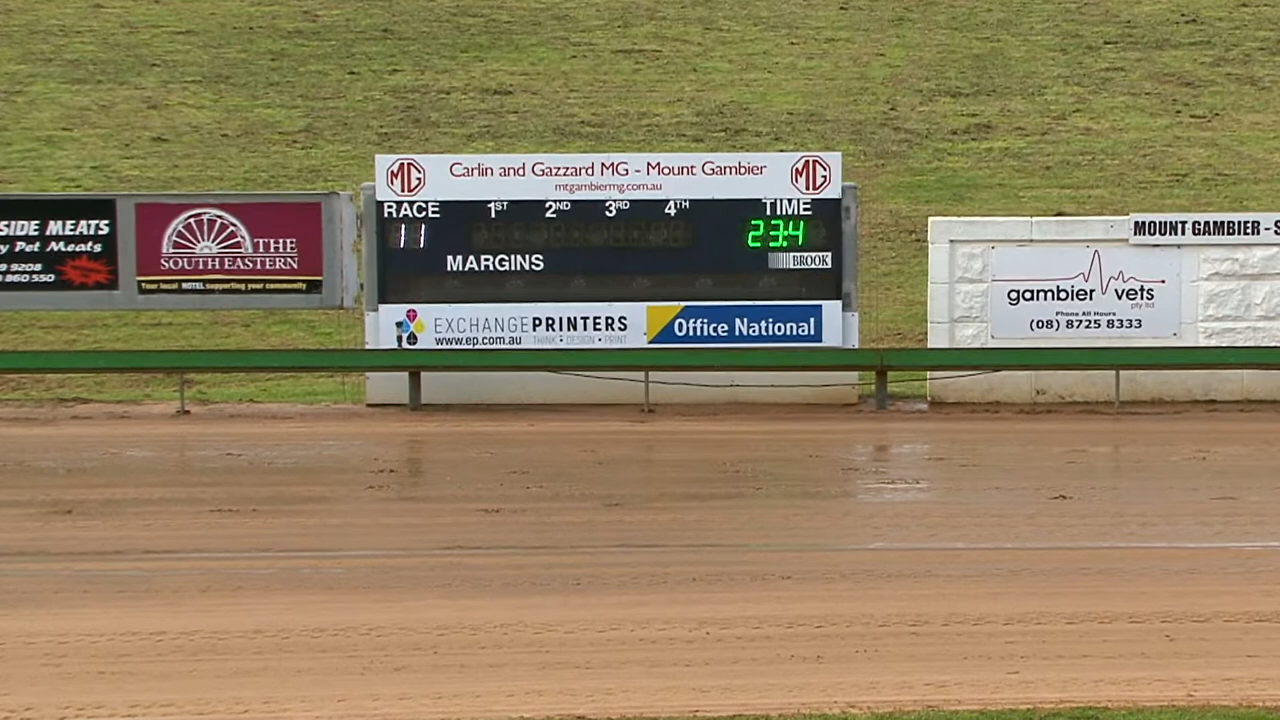 SIDE MEATS
y Pet Meats
9 9208
860 550
THE
SOUTH EASTERN
Your local HOTEL supporting your community
MG Carlin and Gazzard MG - Mount Gambier MG
mtgambiermg.com.au
RACE 1ST 2ND 3RD 4TH TIME
11 23.4
MARGINS BROOK
EXCHANGEPRINTERS
www.ep.com.au THINK • DESIGN • PRINT
Office National
MOUNT GAMBIER - S
gambier vets
pty ltd
Phone All Hours
(08) 8725 8333